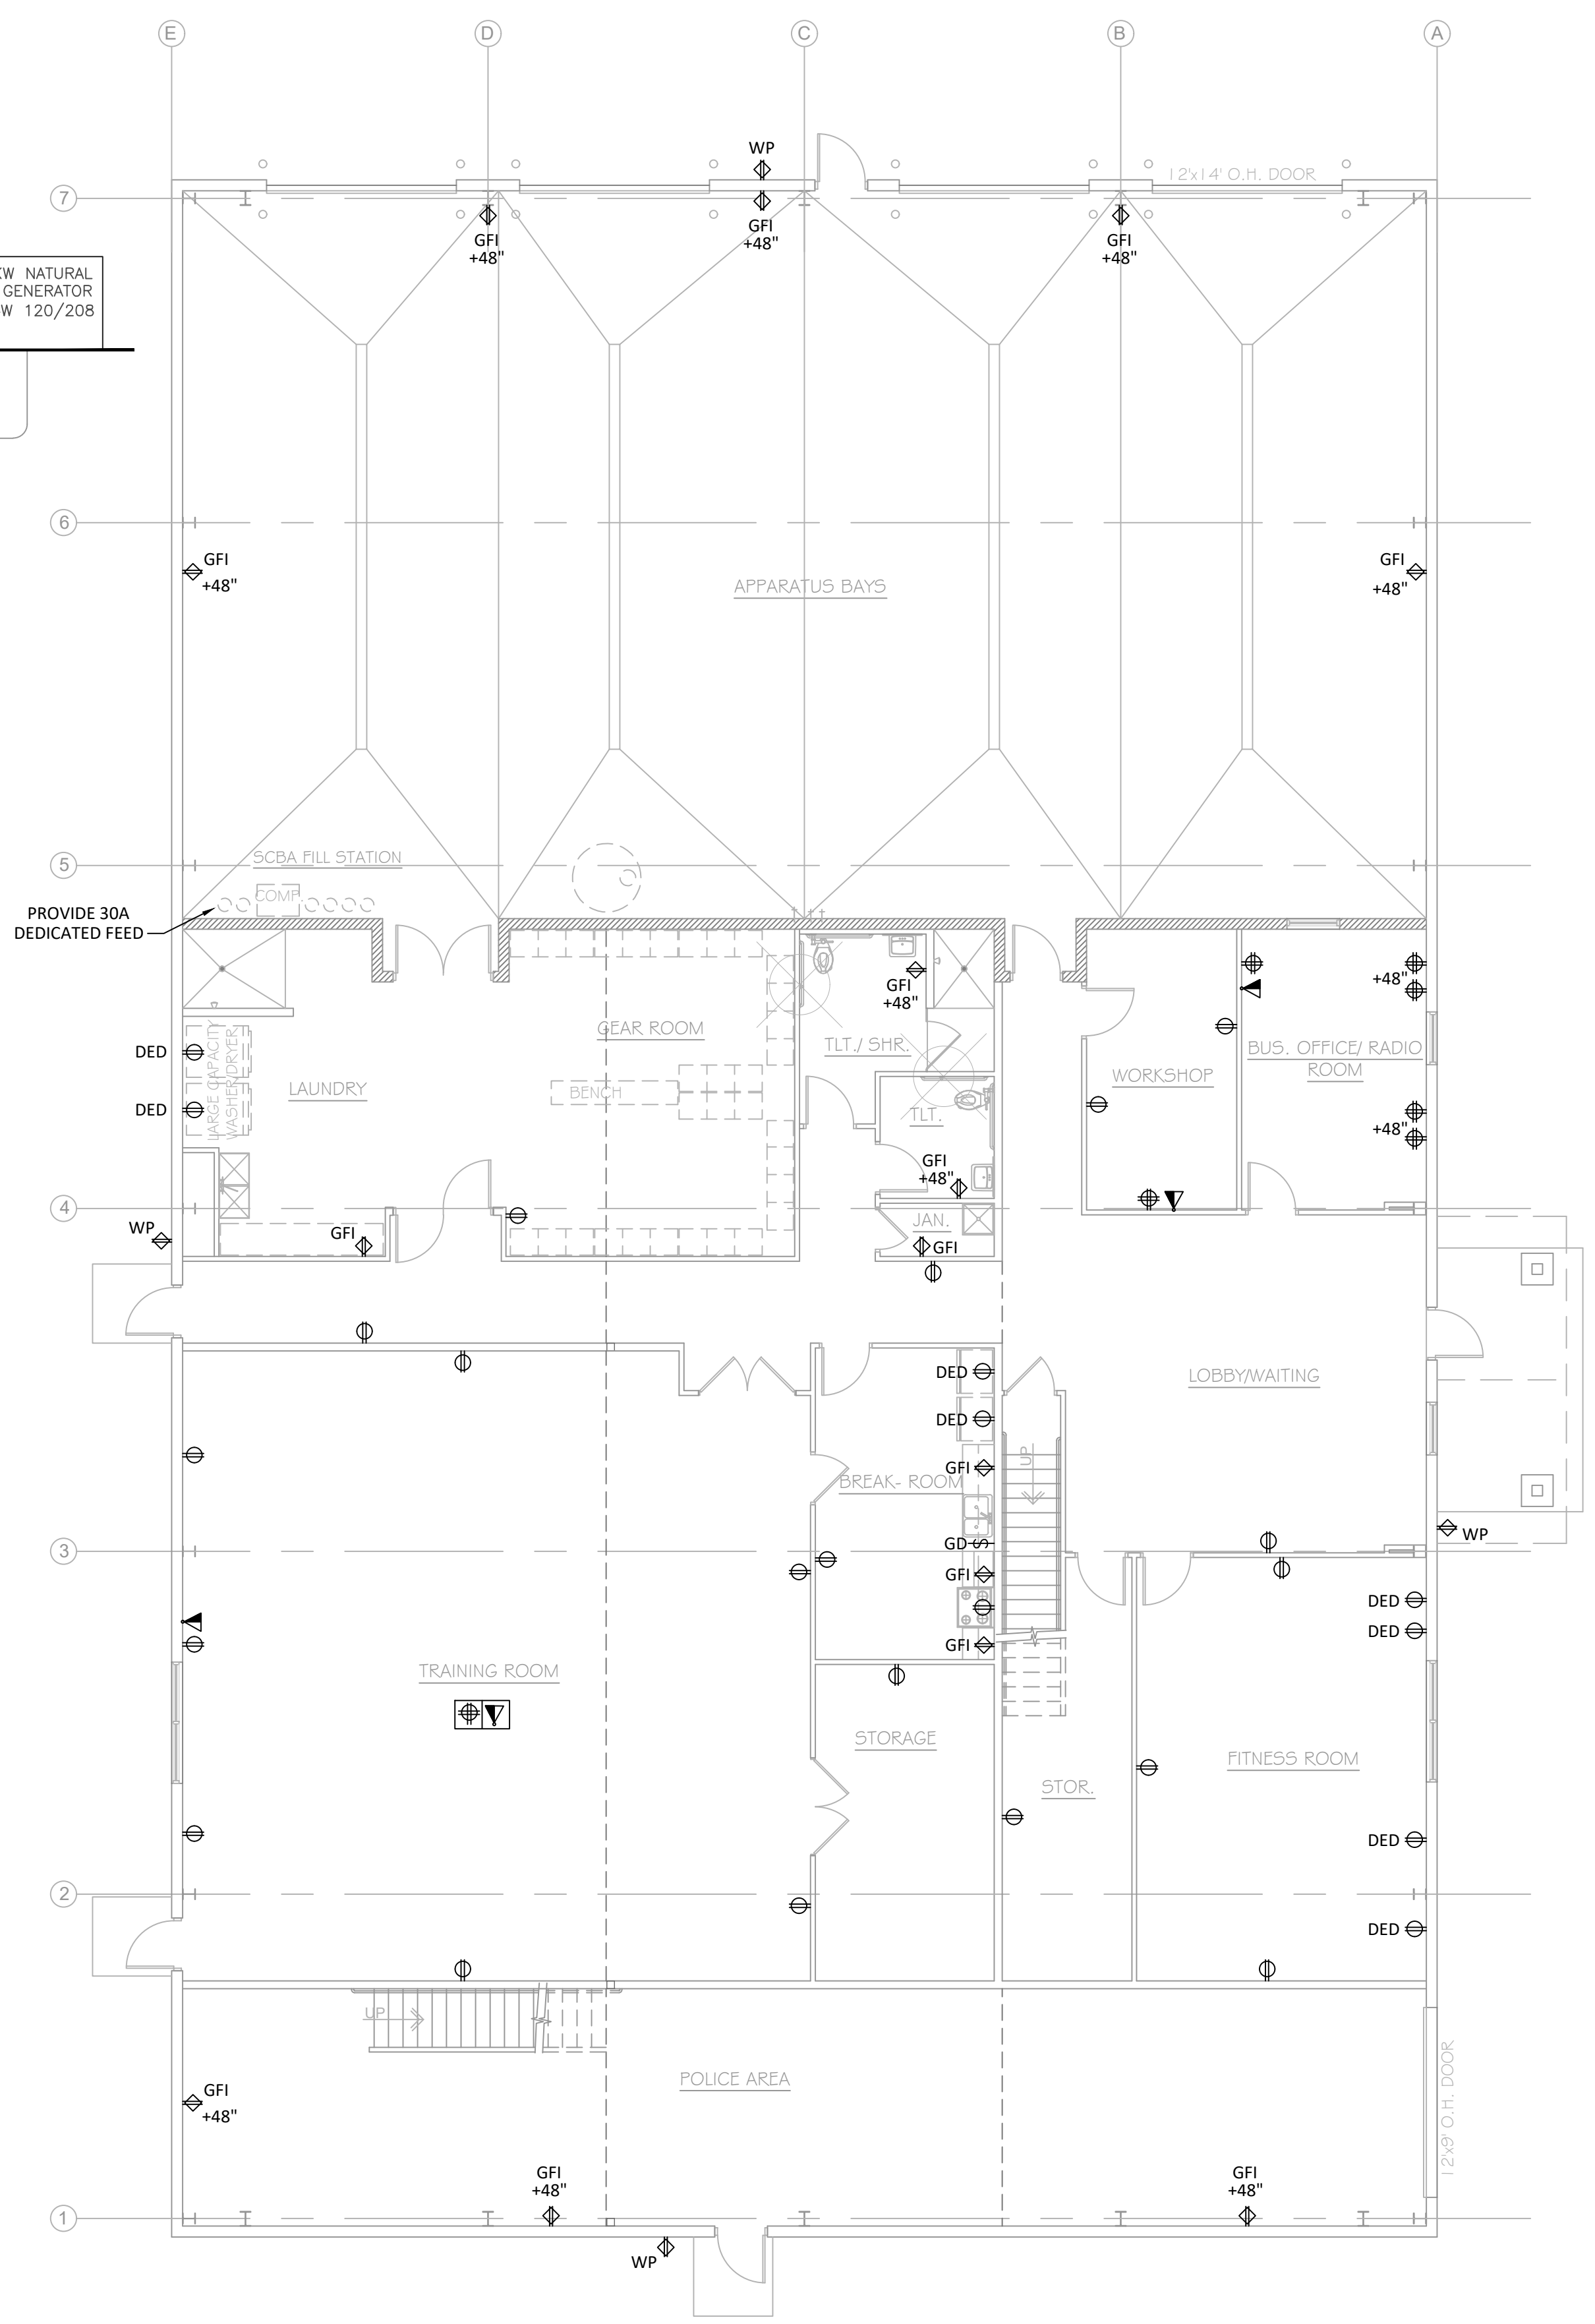 E
D
C
B
A
WP
12'x14' O.H. DOOR
7
GFI
+48"
GFI
+48"
GFI
+48"
KW NATURAL
GENERATOR
W 120/208
6
GFI
+48"
GFI
+48"
APPARATUS BAYS
5
SCBA FILL STATION
COMP.
PROVIDE 30A
DEDICATED FEED
GFI
+48"
+48"
GEAR ROOM
TLT./ SHR.
BUS. OFFICE/ RADIO
ROOM
DED
LARGE CAPACITY
WASHER/DRYER
LAUNDRY
BENCH
WORKSHOP
DED
TLT.
+48"
GFI
+48"
4
WP
GFI
JAN.
GFI
DED
LOBBY/WAITING
DED
UP
GFI
BREAK- ROOM
WP
3
GD
S
GFI
DED
DED
GFI
TRAINING ROOM
STORAGE
FITNESS ROOM
STOR.
DED
2
DED
UP
POLICE AREA
12'x9' O.H. DOOR
GFI
+48"
GFI
+48"
GFI
+48"
1
WP